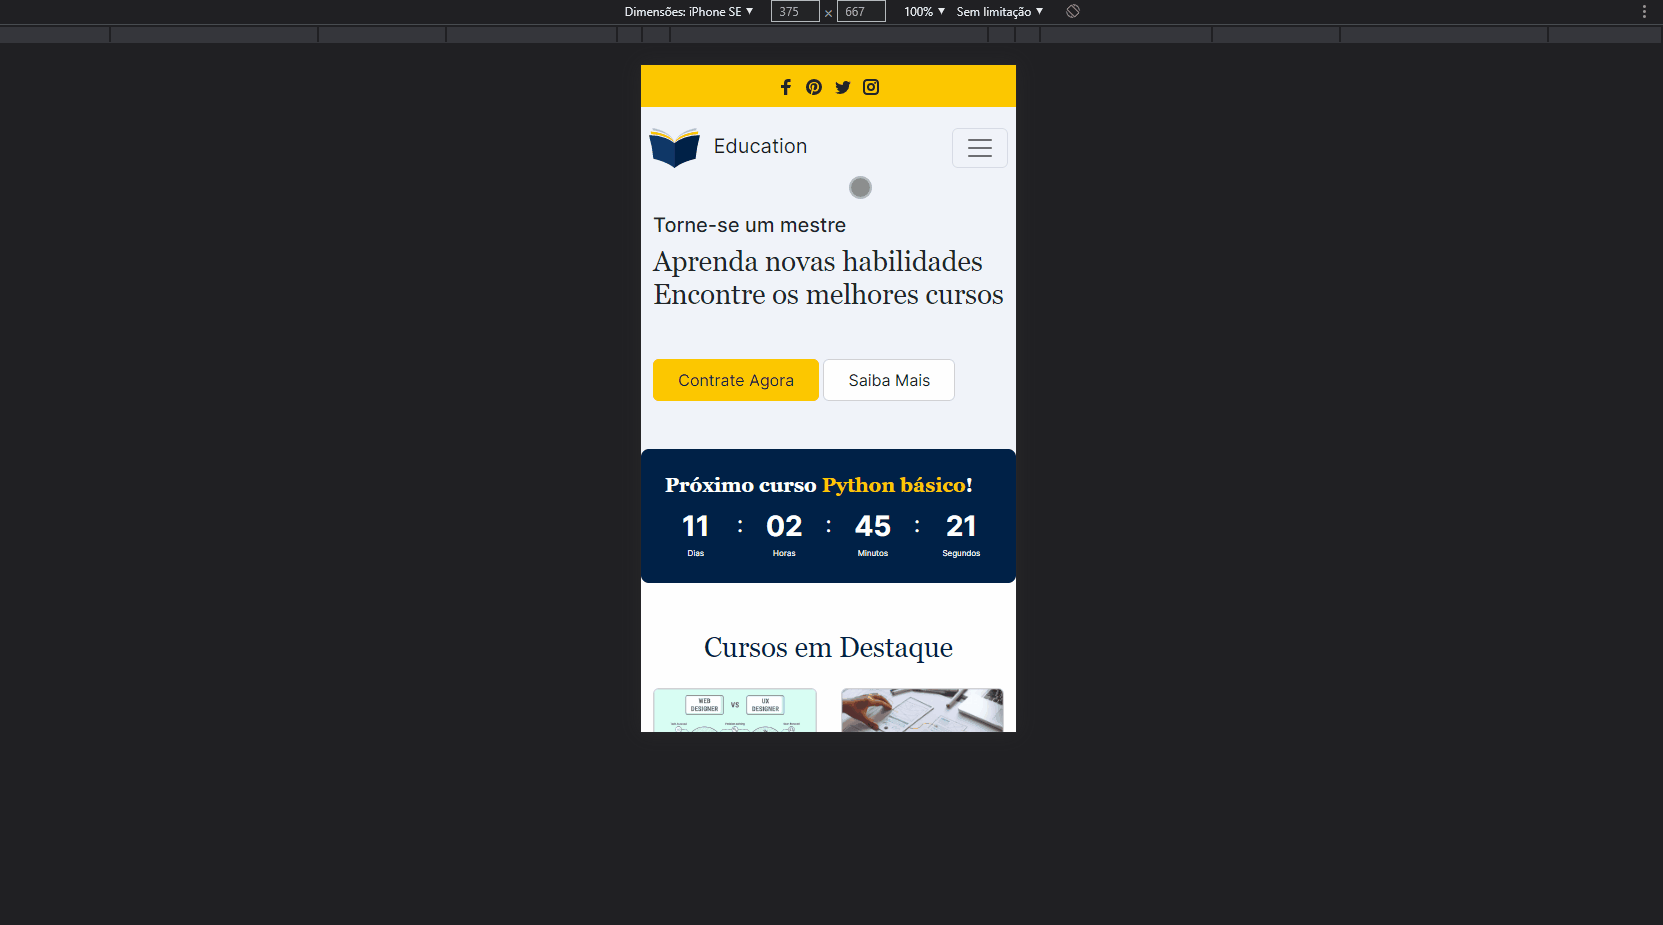 Dimensões: iPhone SE ▼ 375 × 667 100% ▼ Sem limitação ▼
Education
Torne-se um mestre
Aprenda novas habilidades
Encontre os melhores cursos
Contrate Agora Saiba Mais
Próximo curso Python básico!
11 : 02 : 45 : 21
Dias Horas Minutos Segundos
Cursos em Destaque
WEB DESIGNER VS UX DESIGNER